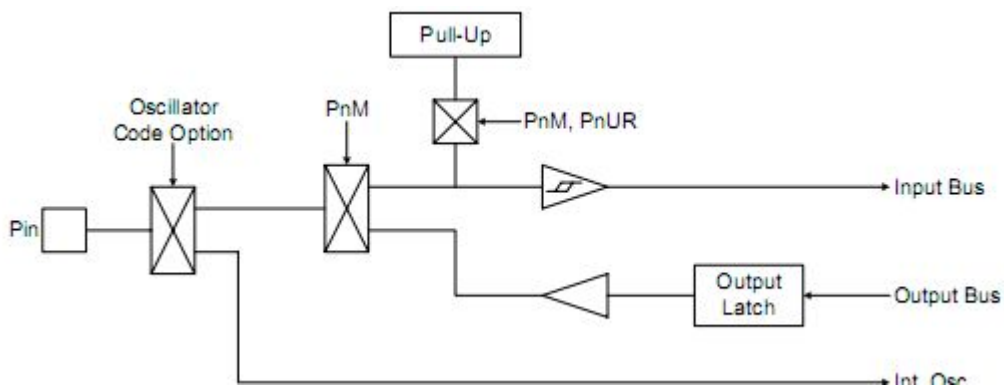 Pull-Up
Oscillator
Code Option
PnM
PnM, PnUR
Input Bus
Pin
Output
Latch
Output Bus
Int. Osc.